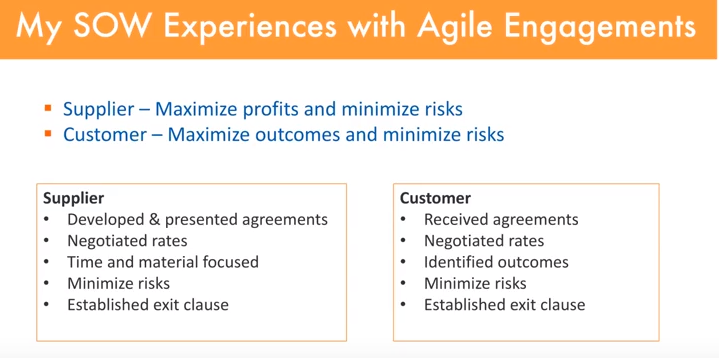 My SOW Experiences with Agile Engagements
▪ Supplier – Maximize profits and minimize risks
▪ Customer – Maximize outcomes and minimize risks
Supplier
• Developed & presented agreements
• Negotiated rates
• Time and material focused
• Minimize risks
• Established exit clause
Customer
• Received agreements
• Negotiated rates
• Identified outcomes
• Minimize risks
• Established exit clause